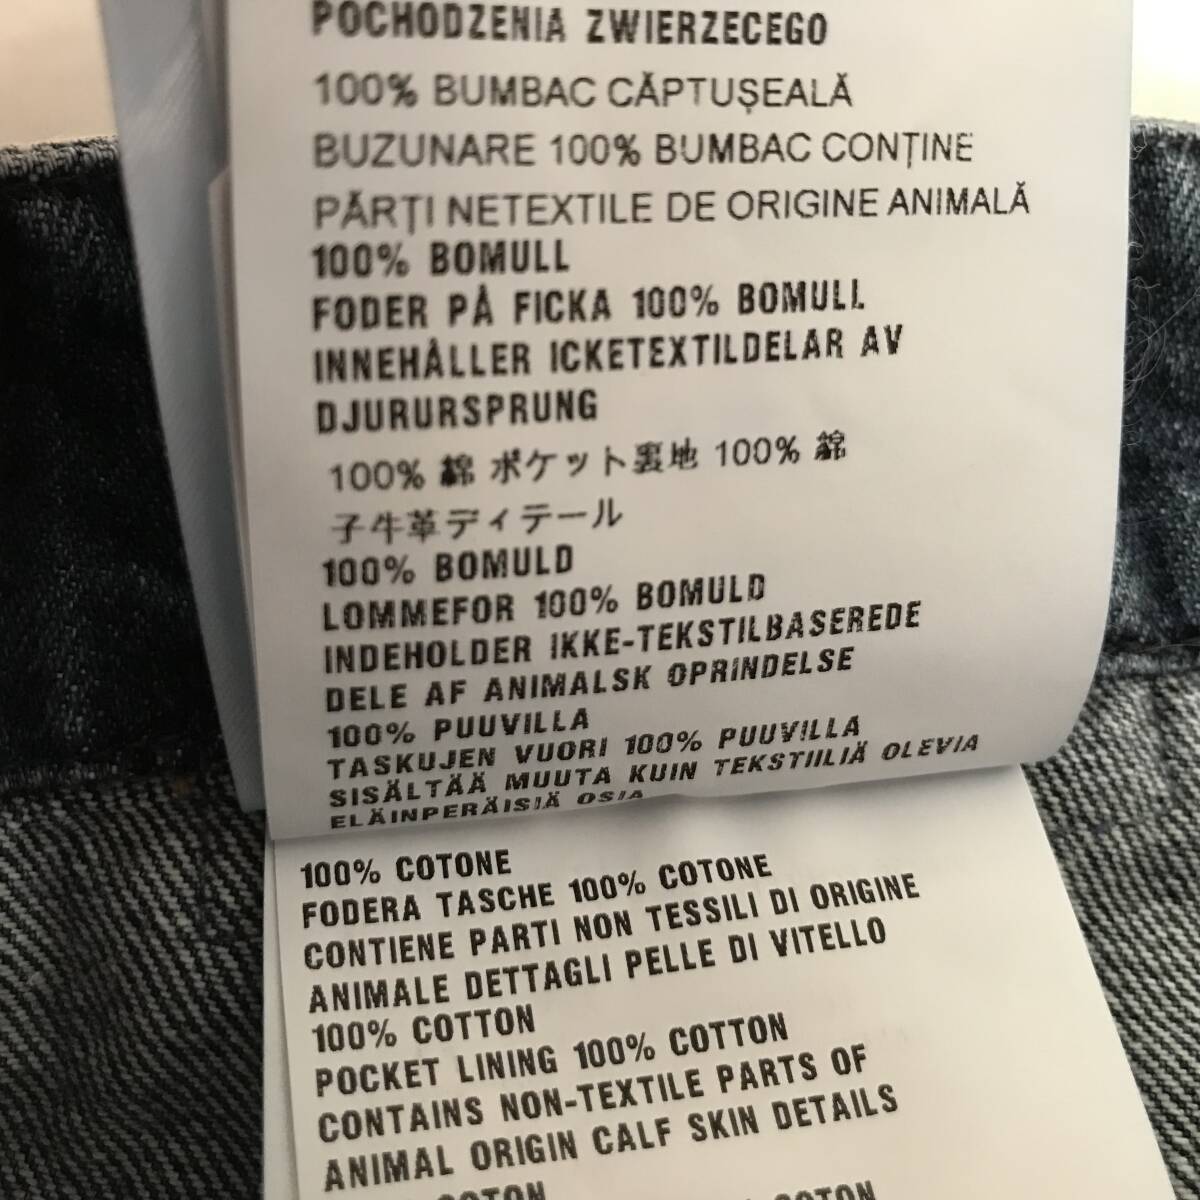 POCHODZENIA ZWIERZECEGO
100% BUMBAC CĂPTUȘEALĂ
BUZUNARE 100% BUMBAC CONȚINE
PĂRȚI NETEXTILE DE ORIGINE ANIMALĂ
100% BOMULL
FODER PÅ FICKA 100% BOMULL
INNEHÅLLER ICKETEXTILDELAR AV
DJURURSPRUNG
100% 綿 ポケット裏地 100% 綿
子牛革ディテール
100% BOMULD
LOMMEFOR 100% BOMULD
INDEHOLDER IKKE-TEKSTILBASEREDE
DELE AF ANIMALSK OPRINDELSE
100% PUUVILLA
TASKUJEN VUORI 100% PUUVILLA
SISÄLTÄÄ MUUTA KUIN TEKSTIILIÄ OLEVIA
ELÄINPERÄISIÄ OSIA
100% COTONE
FODERA TASCHE 100% COTONE
CONTIENE PARTI NON TESSILI DI ORIGINE
ANIMALE DETTAGLI PELLE DI VITELLO
100% COTTON
POCKET LINING 100% COTTON
CONTAINS NON-TEXTILE PARTS OF
ANIMAL ORIGIN CALF SKIN DETAILS